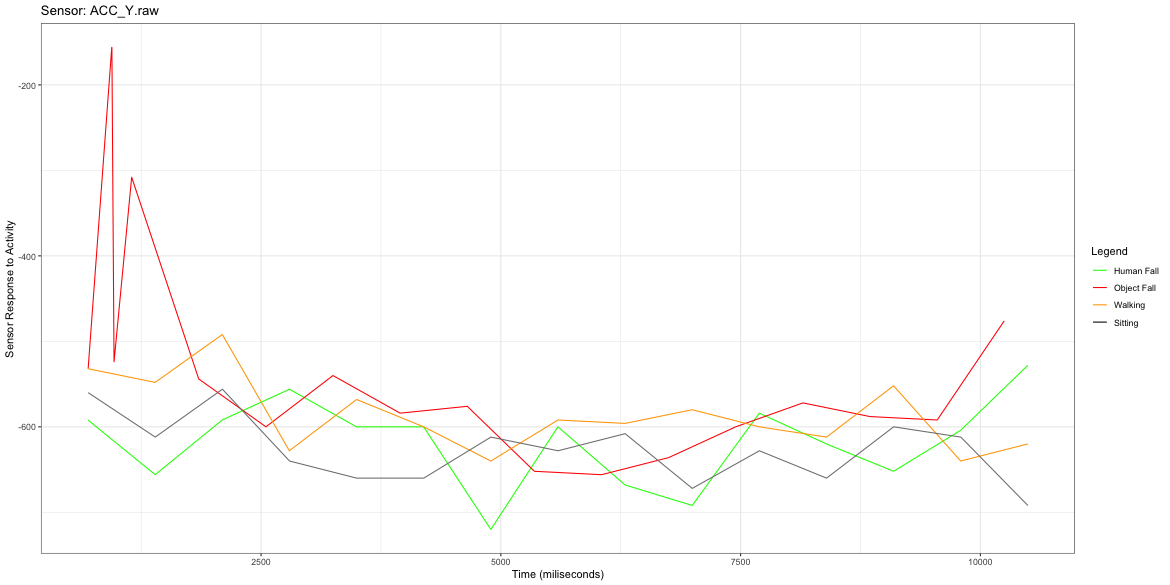 Sensor: ACC_Y.raw
Sensor Response to Activity
-200
-400
-600
2500
5000
7500
10000
Time (miliseconds)
Legend
Human Fall
Object Fall
Walking
Sitting